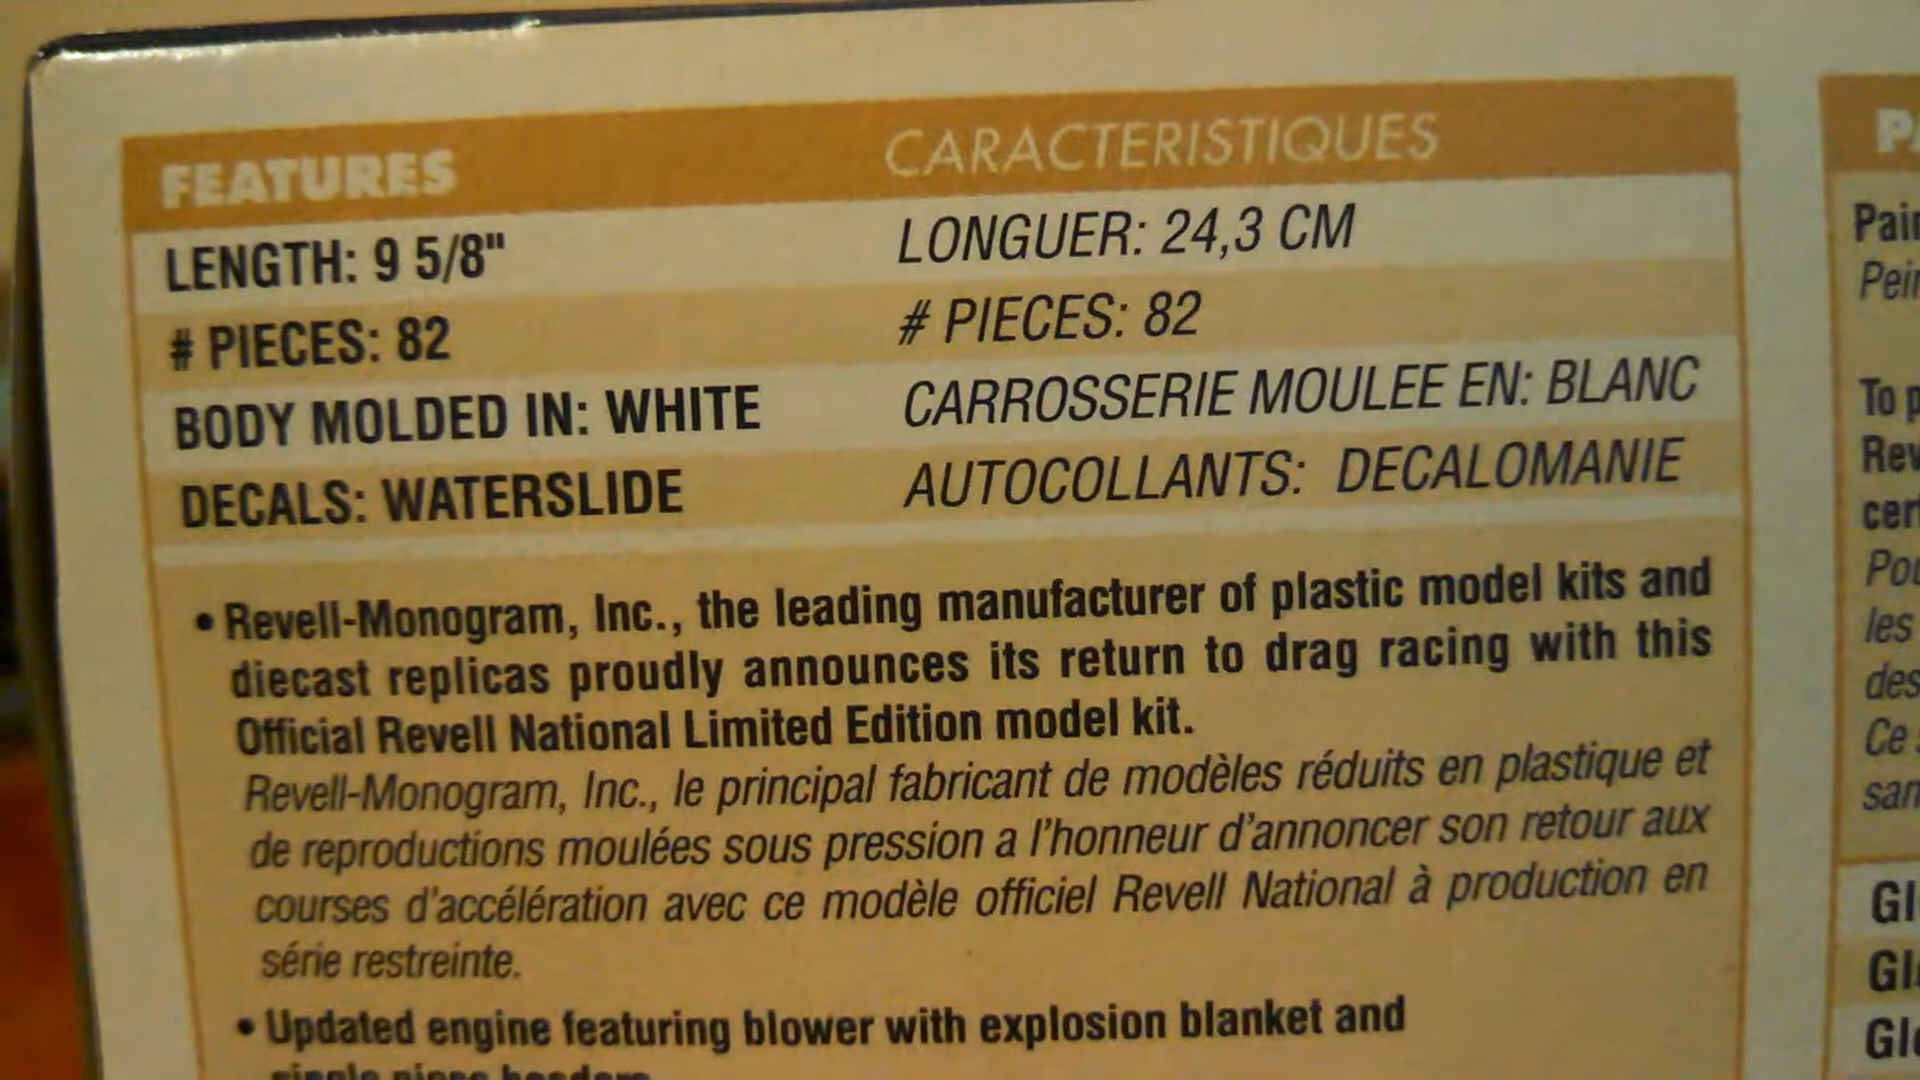 FEATURES CARACTERISTIQUES
LENGTH: 9 5/8" LONGUER: 24,3 CM
# PIECES: 82 # PIECES: 82
BODY MOLDED IN: WHITE CARROSSERIE MOULEE EN: BLANC
DECALS: WATERSLIDE AUTOCOLLANTS: DECALOMANIE
• Revell-Monogram, Inc., the leading manufacturer of plastic model kits and
diecast replicas proudly announces its return to drag racing with this
Official Revell National Limited Edition model kit.
Revell-Monogram, Inc., le principal fabricant de modèles réduits en plastique et
de reproductions moulées sous pression a l'honneur d'annoncer son retour aux
courses d'accélération avec ce modèle officiel Revell National à production en
série restreinte.
• Updated engine featuring blower with explosion blanket and
To
les
des
Ce